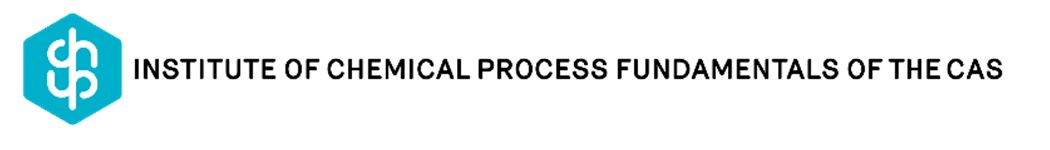 INSTITUTE OF CHEMICAL PROCESS FUNDAMENTALS OF THE CAS